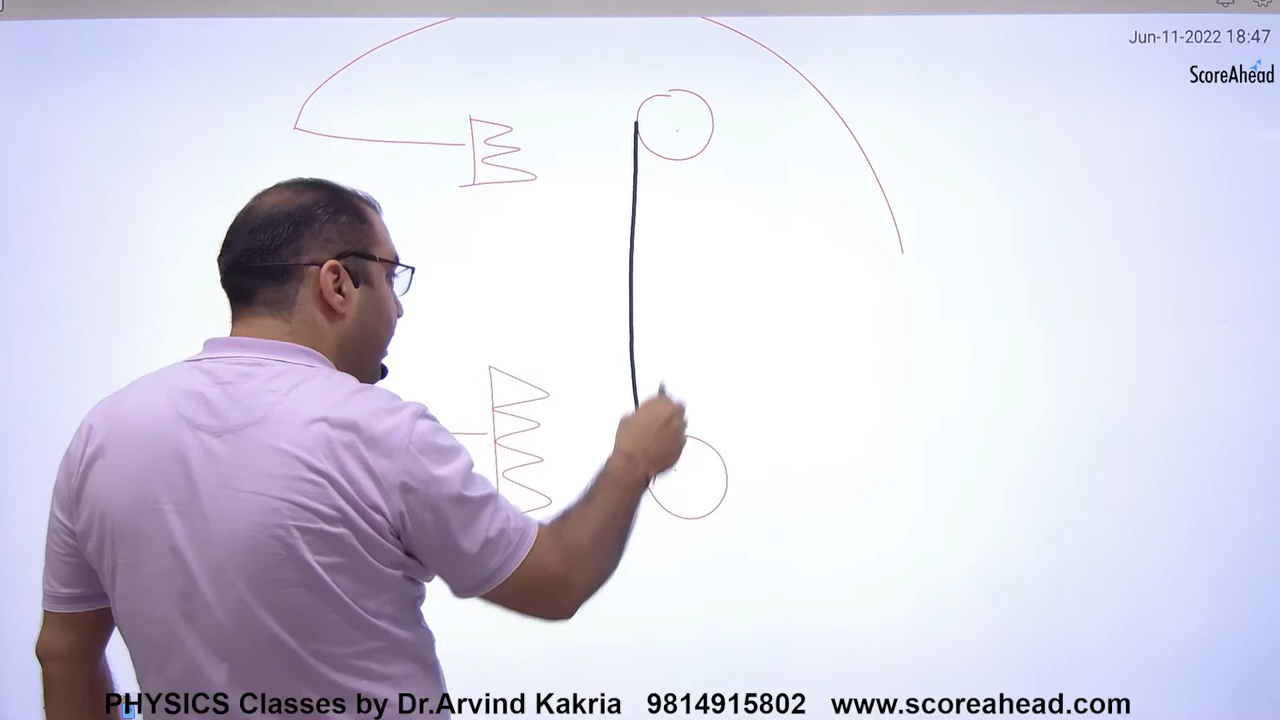 Jun-11-2022 18:47
ScoreAhead
PHYSICS Classes by Dr.Arvind Kakria 9814915802 www.scoreahead.com